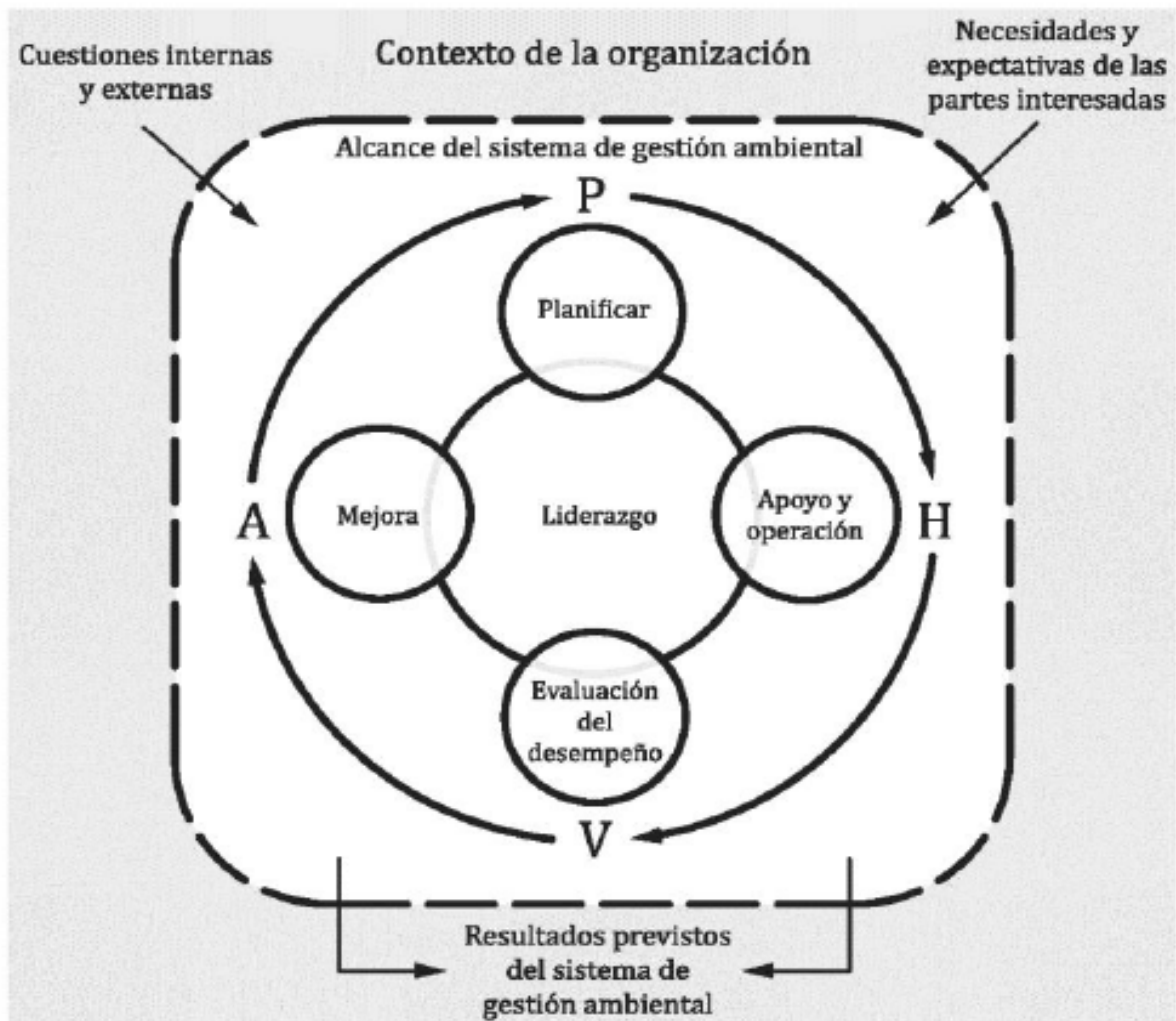 Cuestiones internas
y externas
Contexto de la organización
Necesidades y
expectativas de las
partes interesadas
Alcance del sistema de gestión ambiental
P
Planificar
A
Mejora
Liderazgo
Apoyo y
operación
H
Evaluación
del
desempeño
V
Resultados previstos
del sistema de
gestión ambiental